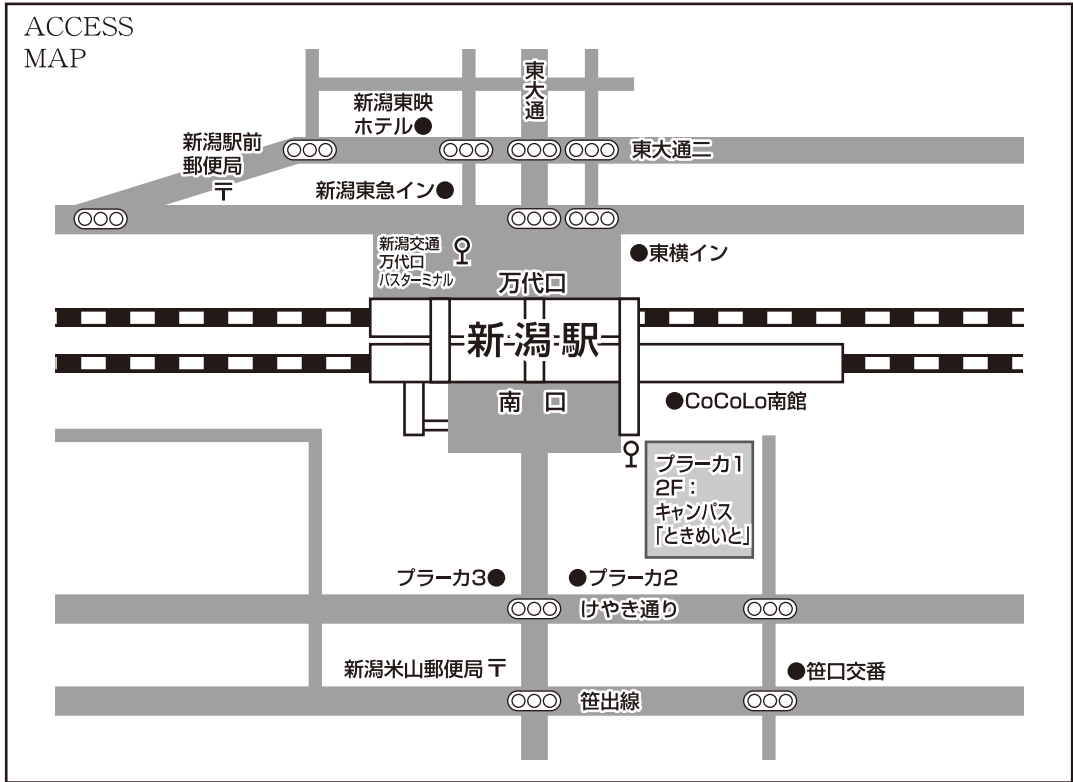 ACCESS
MAP
東大通
新潟東映
ホテル●
新潟駅前
郵便局
〒
東大通二
新潟東急イン●
新潟交通
万代口
バスターミナル
●東横イン
万代口
新潟駅
南 口
●CoCoLo南館
プラーカ1
2F：
キャンパス
「ときめいと」
プラーカ3●
●プラーカ2
けやき通り
新潟米山郵便局〒
●笹口交番
笹出線